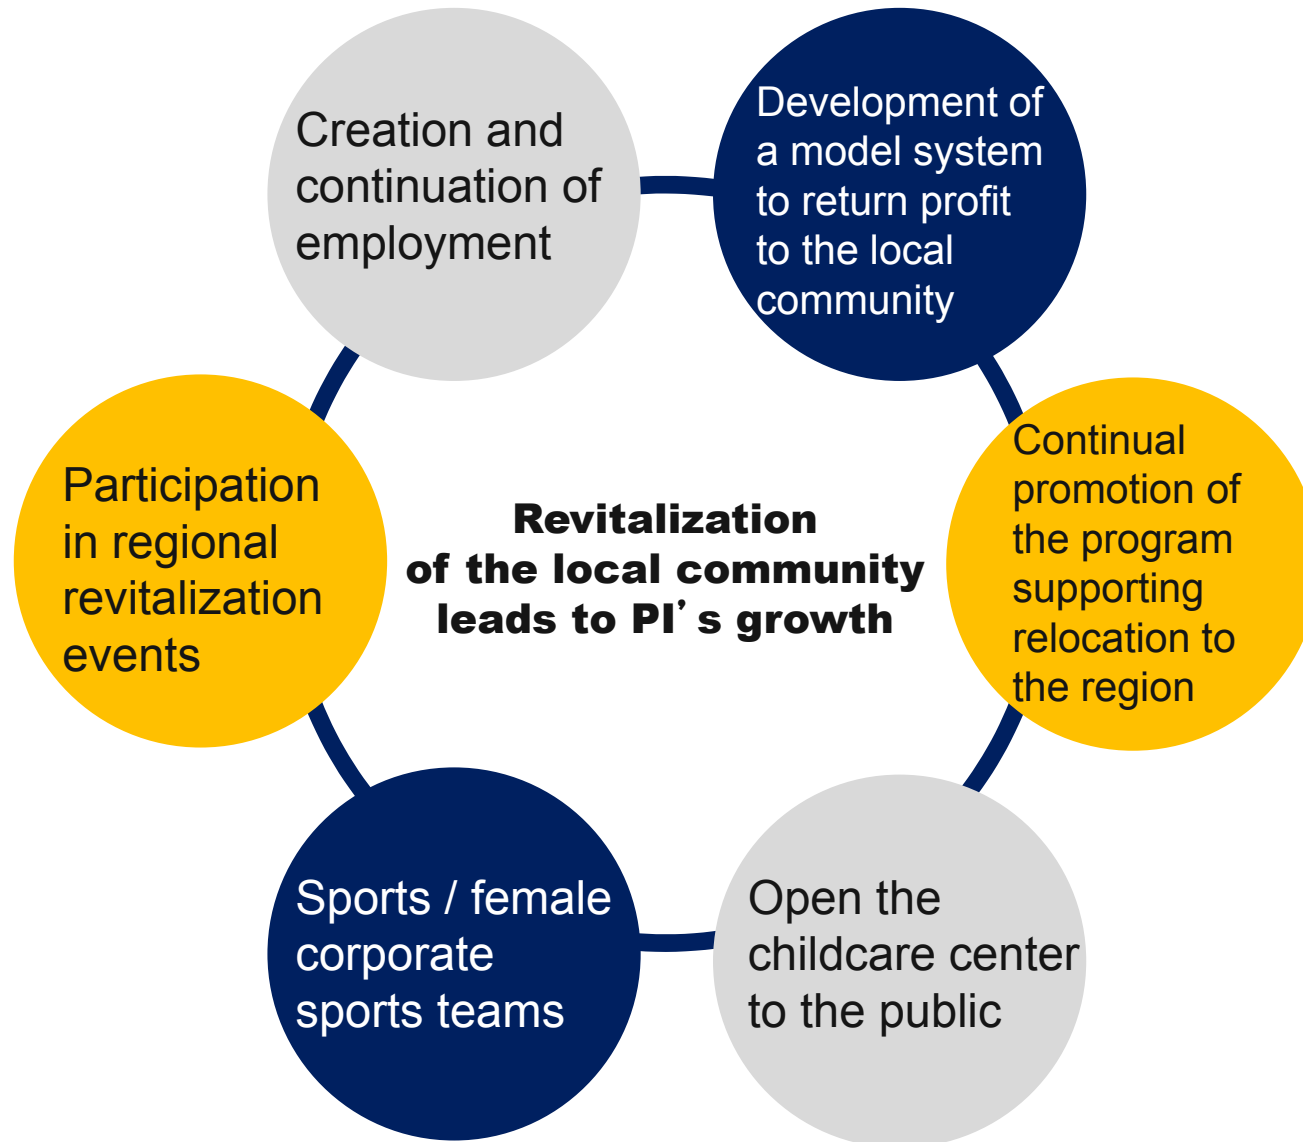 Creation and
continuation of
employment
Development of
a model system
to return profit
to the local
community
Participation
in regional
revitalization
events
Revitalization
of the local community
leads to PI’s growth
Continual
promotion of
the program
supporting
relocation to
the region
Sports / female
corporate
sports teams
Open the
childcare center
to the public